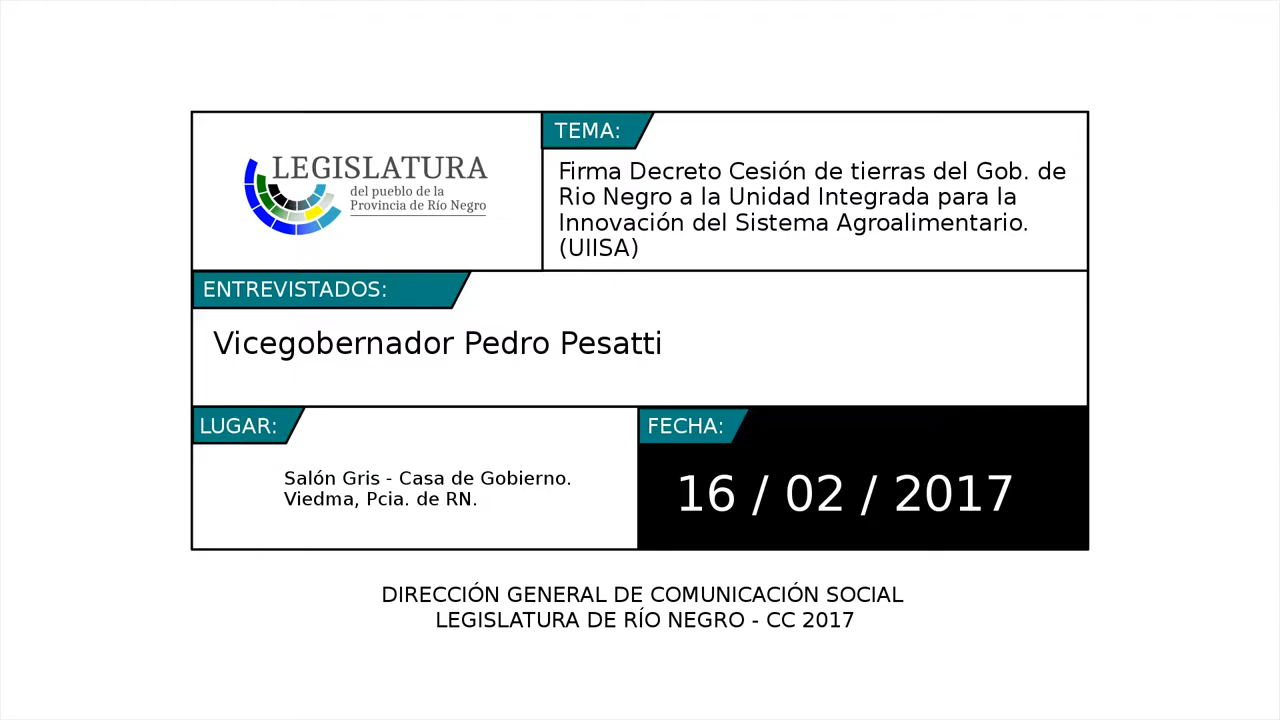 LEGISLATURA
del pueblo de la
Provincia de Río Negro
TEMA:
Firma Decreto Cesión de tierras del Gob. de
Rio Negro a la Unidad Integrada para la
Innovación del Sistema Agroalimentario.
(UIISA)
ENTREVISTADOS:
Vicegobernador Pedro Pesatti
LUGAR:
Salón Gris - Casa de Gobierno.
Viedma, Pcia. de RN.
FECHA:
16 / 02 / 2017
DIRECCIÓN GENERAL DE COMUNICACIÓN SOCIAL
LEGISLATURA DE RÍO NEGRO - CC 2017